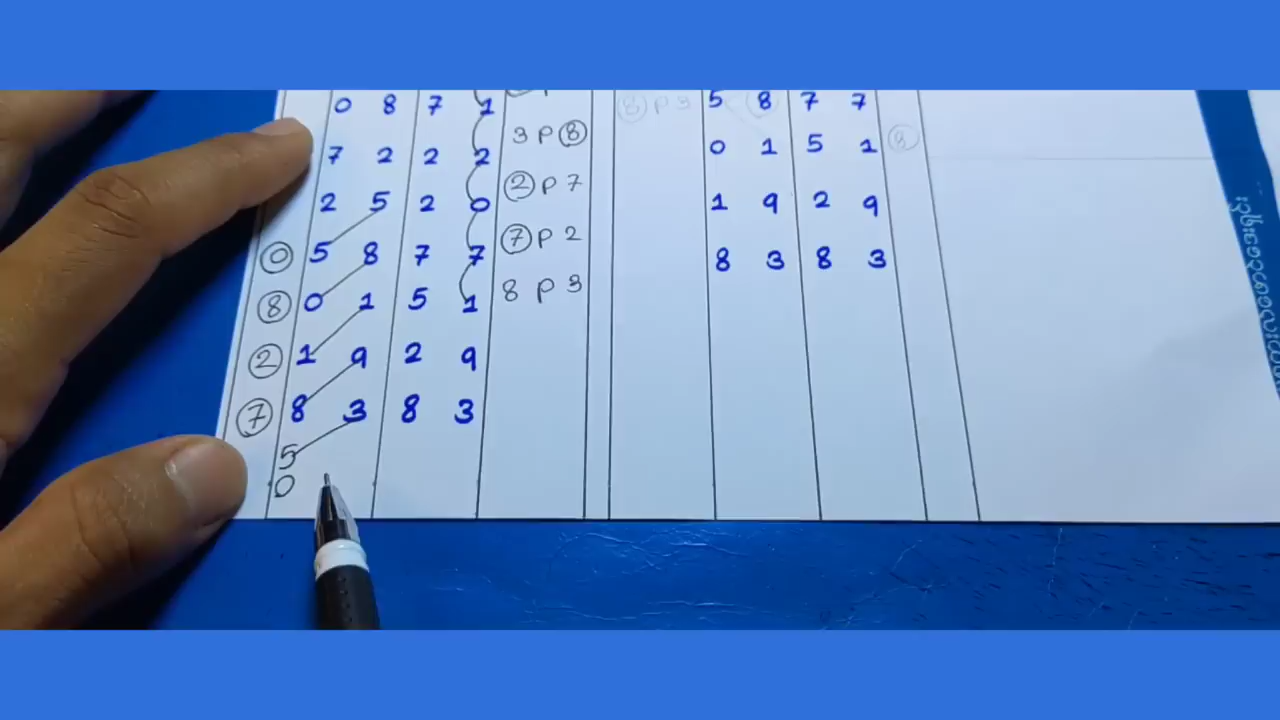 0 8 7 1
7 2 2 2 3 P 8
2 5 2 0 2 P 7
0 5 8 7 7 7 P 2
8 0 1 5 1 8 P 3
2 1 9 2 9
7 8 3 8 3
5
0
8 P 3 5 8 7 7
0 1 5 1 8
1 9 2 9
8 3 8 3